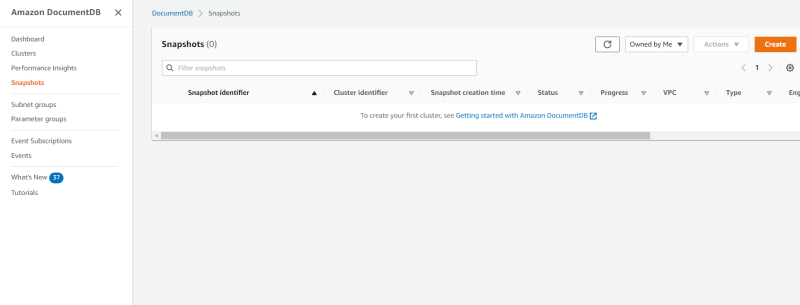 Amazon DocumentDB
Dashboard
Clusters
Performance Insights
Snapshots
Subnet groups
Parameter groups
Event Subscriptions
Events
What's New 37
Tutorials
DocumentDB Snapshots
Snapshots (0)
Owned by Me
Actions
Create
Filter snapshots
1
Snapshot identifier Cluster identifier Snapshot creation time Status Progress VPC Type Eng
To create your first cluster, see Getting started with Amazon DocumentDB